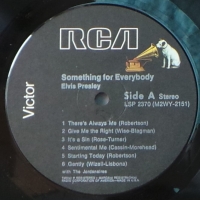 RCA
Something for Everybody
Elvis Presley
Victor
Side A Stereo
LSP 2370 (M2WY-2151)
1 There's Always Me (Robertson)
2 Give Me the Right (Wise-Blagman)
3 It's a Sin (Rose-Turner)
4 Sentimental Me (Cassin-Morehead)
5 Starting Today (Robertson)
6 Gently (Wizell-Lisbona)
with The Jordanaires